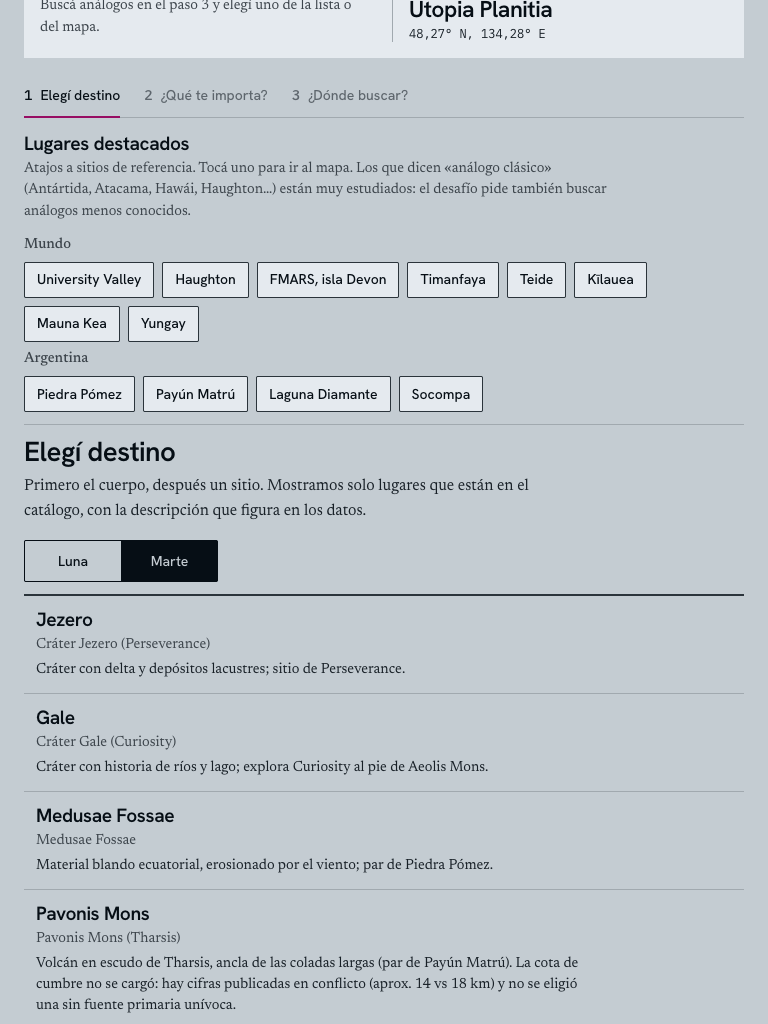 Buscá análogos en el paso 3 y elegí uno de la lista o
del mapa.
Utopia Planitia
48,27° N, 134,28° E
1 Elegí destino
2 ¿Qué te importa?
3 ¿Dónde buscar?
Lugares destacados
Atajos a sitios de referencia. Tocá uno para ir al mapa. Los que dicen «análogo clásico»
(Antártida, Atacama, Hawái, Haughton…) están muy estudiados: el desafío pide también buscar
análogos menos conocidos.
Mundo
University Valley
Haughton
FMARS, isla Devon
Timanfaya
Teide
Kīlauea
Mauna Kea
Yungay
Argentina
Piedra Pómez
Payún Matrú
Laguna Diamante
Socompa
Elegí destino
Primero el cuerpo, después un sitio. Mostramos solo lugares que están en el
catálogo, con la descripción que figura en los datos.
Luna
Marte
Jezero
Cráter Jezero (Perseverance)
Cráter con delta y depósitos lacustres; sitio de Perseverance.
Gale
Cráter Gale (Curiosity)
Cráter con historia de ríos y lago; explora Curiosity al pie de Aeolis Mons.
Medusae Fossae
Medusae Fossae
Material blando ecuatorial, erosionado por el viento; par de Piedra Pómez.
Pavonis Mons
Pavonis Mons (Tharsis)
Volcán en escudo de Tharsis, ancla de las coladas largas (par de Payún Matrú). La cota de
cumbre no se cargó: hay cifras publicadas en conflicto (aprox. 14 vs 18 km) y no se eligió
una sin fuente primaria unívoca.